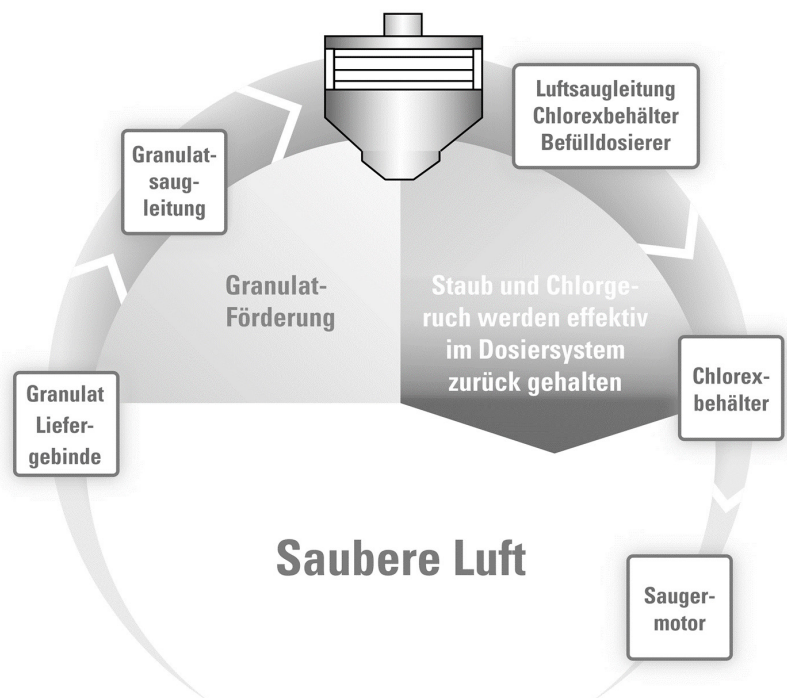 Luftsaugleitung
Chlorexbehälter
Befülldosierer
Granulat-
saug-
leitung
Granulat-
Förderung
Staub und Chlorge-
ruch werden effektiv
im Dosiersystem
zurück gehalten
Granulat
Liefer-
gebinde
Chlorex-
behälter
Saubere Luft
Sauger-
motor